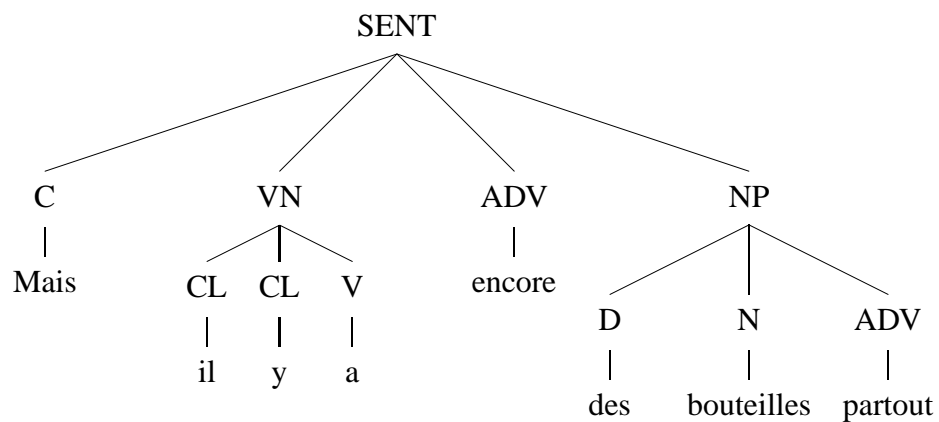 SENT
C VN ADV NP
Mais CL CL V encore D N ADV
il y a des bouteilles partout